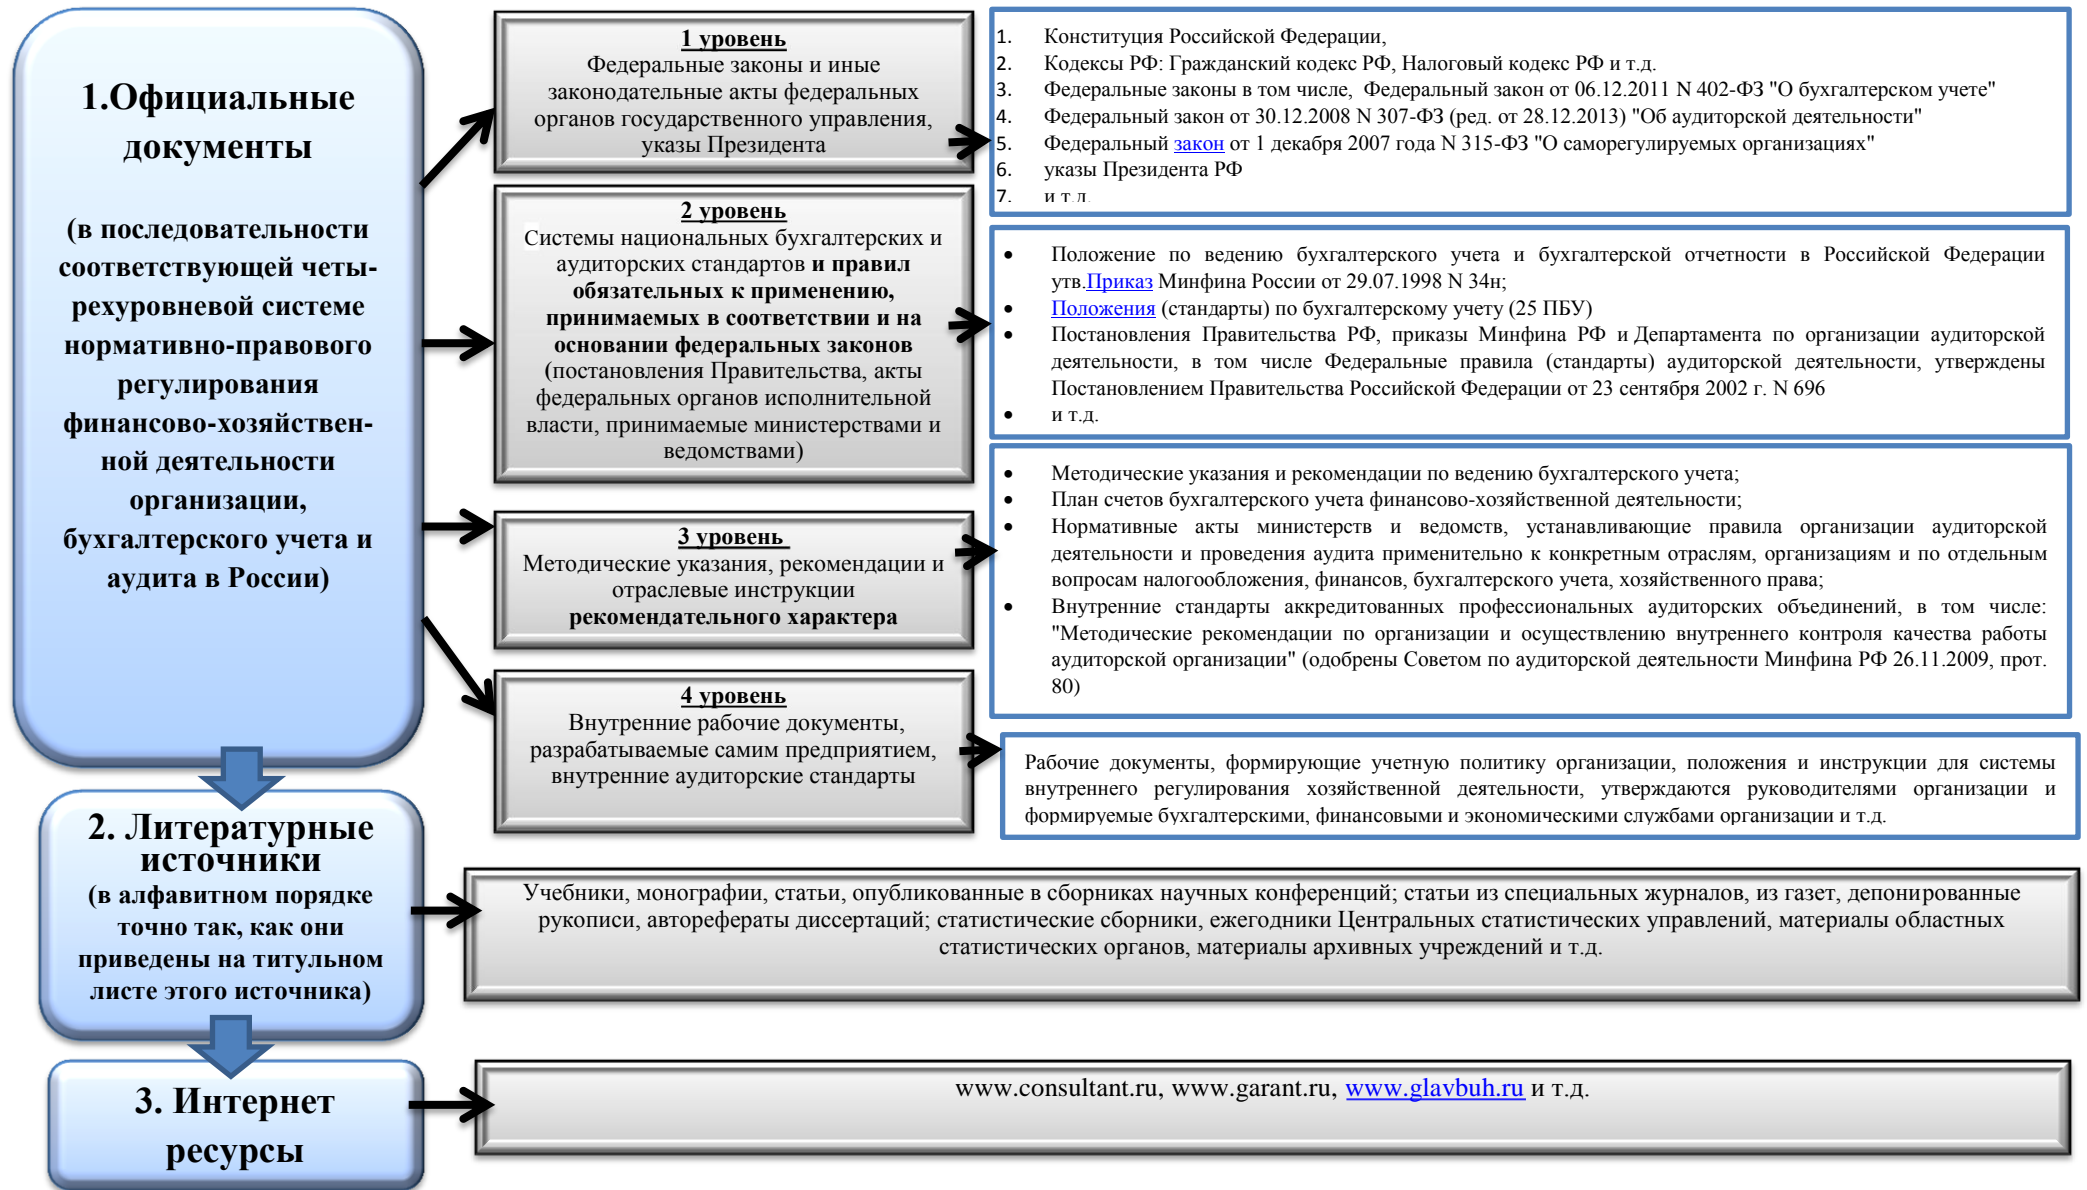 1.Официальные
документы
(в последовательности
соответствующей четы-
рехуровневой системе
нормативно-правового
регулирования
финансово-хозяйствен-
ной деятельности
организации,
бухгалтерского учета и
аудита в России)
1 уровень
Федеральные законы и иные
законодательные акты федеральных
органов государственного управления,
указы Президента
1. Конституция Российской Федерации,
2. Кодексы РФ: Гражданский кодекс РФ, Налоговый кодекс РФ и т.д.
3. Федеральные законы в том числе, Федеральный закон от 06.12.2011 N 402-ФЗ "О бухгалтерском учете"
4. Федеральный закон от 30.12.2008 N 307-ФЗ (ред. от 28.12.2013) "Об аудиторской деятельности"
5. Федеральный закон от 1 декабря 2007 года N 315-ФЗ "О саморегулируемых организациях"
6. указы Президента РФ
7. и т.д.
2 уровень
Системы национальных бухгалтерских и
аудиторских стандартов и правил
обязательных к применению,
принимаемых в соответствии и на
основании федеральных законов
(постановления Правительства, акты
федеральных органов исполнительной
власти, принимаемые министерствами и
ведомствами)
• Положение по ведению бухгалтерского учета и бухгалтерской отчетности в Российской Федерации
утв.Приказ Минфина России от 29.07.1998 N 34н;
• Положения (стандарты) по бухгалтерскому учету (25 ПБУ)
• Постановления Правительства РФ, приказы Минфина РФ и Департамента по организации аудиторской
деятельности, в том числе Федеральные правила (стандарты) аудиторской деятельности, утверждены
Постановлением Правительства Российской Федерации от 23 сентября 2002 г. N 696
• и т.д.
3 уровень
Методические указания, рекомендации и
отраслевые инструкции
рекомендательного характера
• Методические указания и рекомендации по ведению бухгалтерского учета;
• План счетов бухгалтерского учета финансово-хозяйственной деятельности;
• Нормативные акты министерств и ведомств, устанавливающие правила организации аудиторской
деятельности и проведения аудита применительно к конкретным отраслям, организациям и по отдельным
вопросам налогообложения, финансов, бухгалтерского учета, хозяйственного права;
• Внутренние стандарты аккредитованных профессиональных аудиторских объединений, в том числе:
"Методические рекомендации по организации и осуществлению внутреннего контроля качества работы
аудиторской организации" (одобрены Советом по аудиторской деятельности Минфина РФ 26.11.2009, прот.
80)
4 уровень
Внутренние рабочие документы,
разрабатываемые самим предприятием,
внутренние аудиторские стандарты
Рабочие документы, формирующие учетную политику организации, положения и инструкции для системы
внутреннего регулирования хозяйственной деятельности, утверждаются руководителями организации и
формируемые бухгалтерскими, финансовыми и экономическими службами организации и т.д.
2. Литературные
источники
(в алфавитном порядке
точно так, как они
приведены на титульном
листе этого источника)
Учебники, монографии, статьи, опубликованные в сборниках научных конференций; статьи из специальных журналов, из газет, депонированные
рукописи, авторефераты диссертаций; статистические сборники, ежегодники Центральных статистических управлений, материалы областных
статистических органов, материалы архивных учреждений и т.д.
3. Интернет
ресурсы
www.consultant.ru, www.garant.ru, www.glavbuh.ru и т.д.